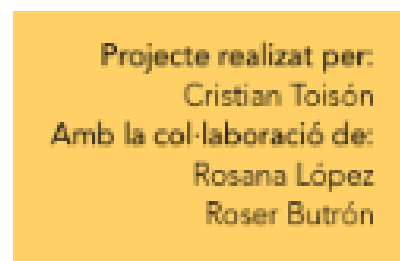 Projecte realizat per:
Cristian Toisón
Amb la col·laboració de:
Rosana López
Roser Butrón